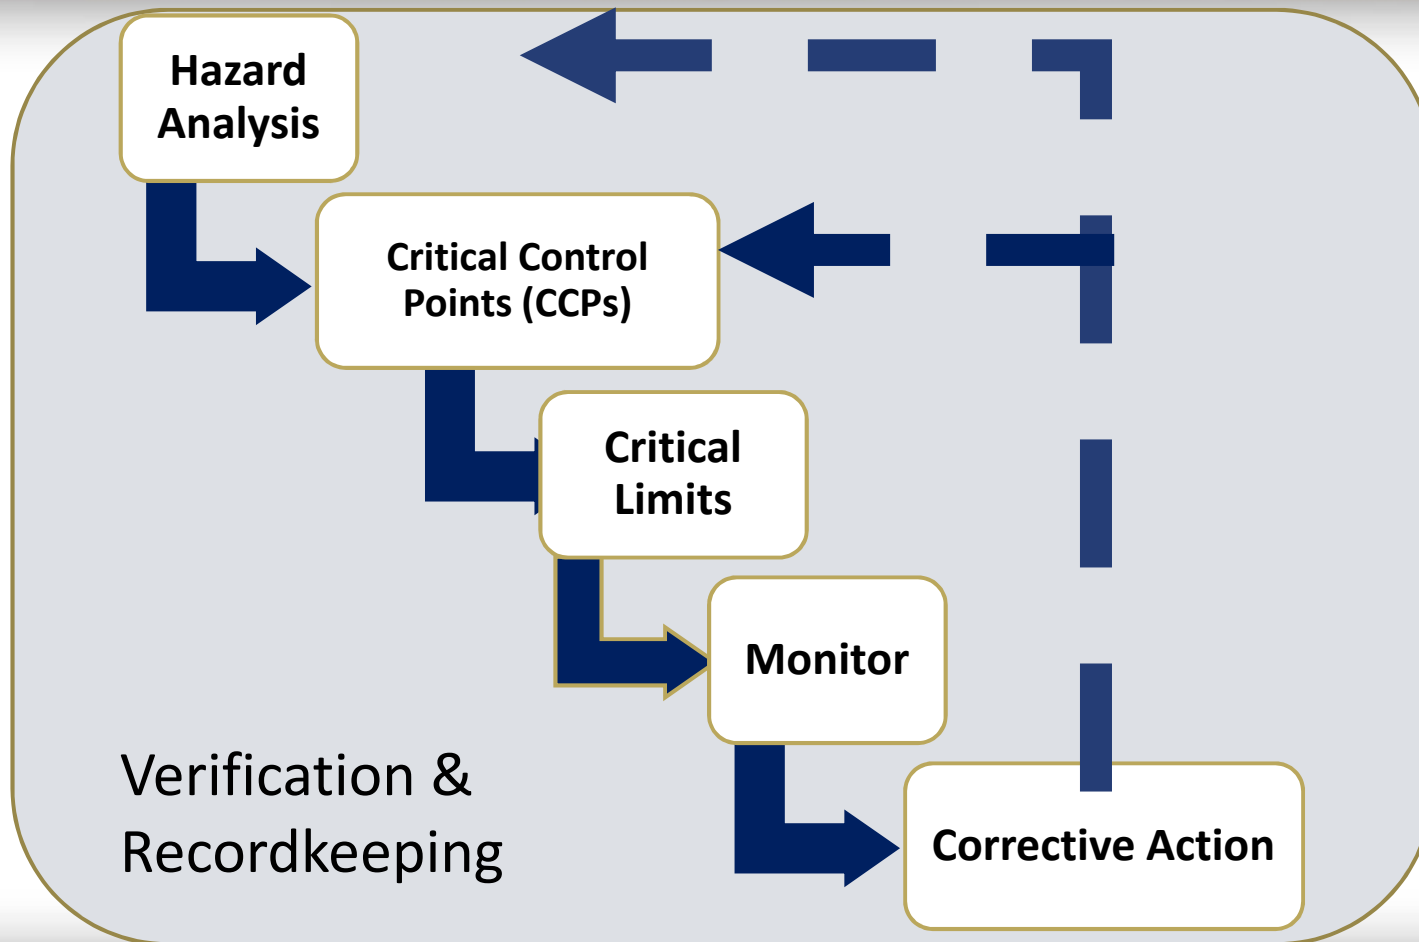 Hazard
Analysis
Critical Control
Points (CCPs)
Critical
Limits
Monitor
Verification &
Recordkeeping
Corrective Action